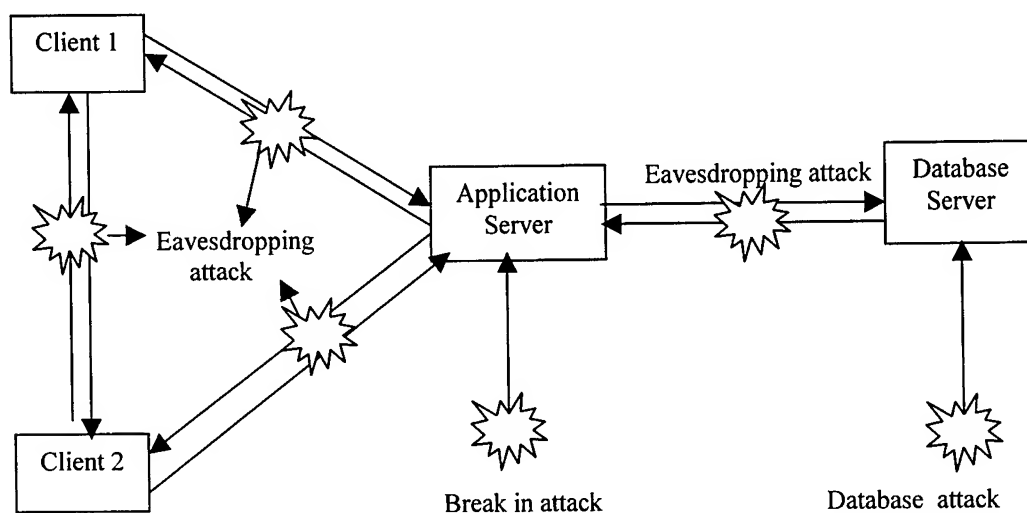 Client 1
Eavesdropping attack
Database
Server
Application
Server
Eavesdropping
attack
Client 2
Break in attack
Database attack